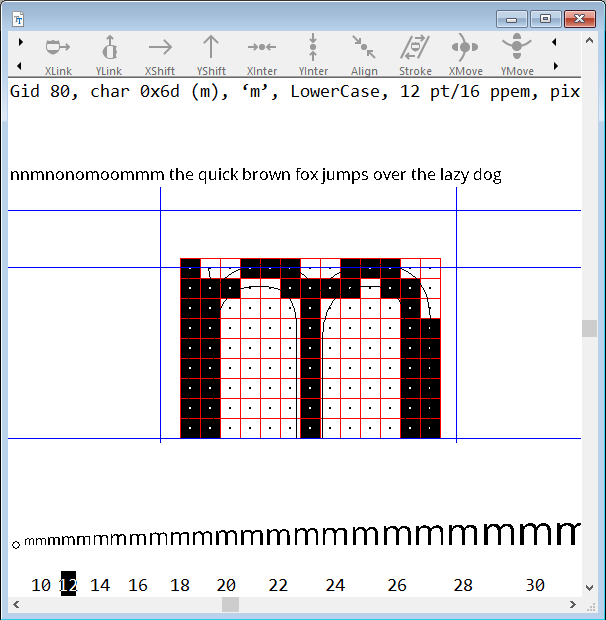 XLink YLink XShift YShift XInter YInter Align Stroke XMove YMove
Gid 80, char 0x6d (m), ‘m’, LowerCase, 12 pt/16 ppem, pix
nnmnonomoommm the quick brown fox jumps over the lazy dog
o mmmmmmmmmmmmmmmmmmm
10 12 14 16 18 20 22 24 26 28 30